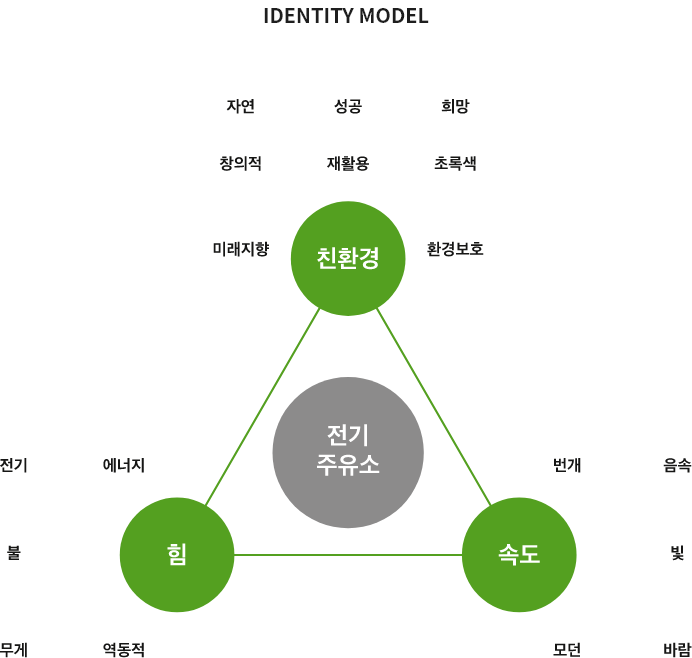 IDENTITY MODEL
자연 성공 희망
창의적 재활용 초록색
미래지향 친환경 환경보호
전기
주유소
전기 에너지 번개 음속
불 힘 속도 빛
무게 역동적 모던 바람